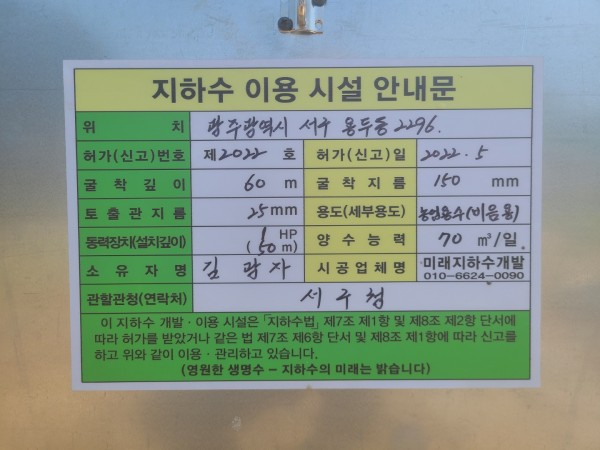 지하수 이용 시설 안내문
위 치 광주광역시 서구 용두동 2296.
허가(신고)번호 제2022 호 허가(신고)일 2022.5
굴착깊이 60 m 굴착지름 150 mm
토출관지름 25mm 용도(세부용도) 농업용수(비음용)
동력장치(설치깊이) 1 HP (50m) 양수능력 70 ㎥/일
소유자명 김광자 시공업체명 미래지하수개발 010-6624-0090
관할관청(연락처) 서구청
이 지하수 개발·이용 시설은「지하수법」제7조 제1항 및 제8조 제2항 단서에
따라 허가를 받았거나 같은 법 제7조 제6항 단서 및 제8조 제1항에 따라 신고를
하고 위와 같이 이용·관리하고 있습니다.
(영원한 생명수 – 지하수의 미래는 밝습니다)